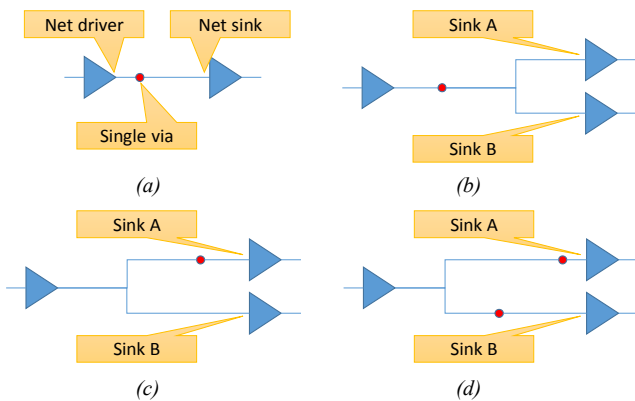 Net driver
Net sink
Single via
(a)
Sink A
Sink B
(b)
Sink A
Sink B
(c)
Sink A
Sink B
(d)